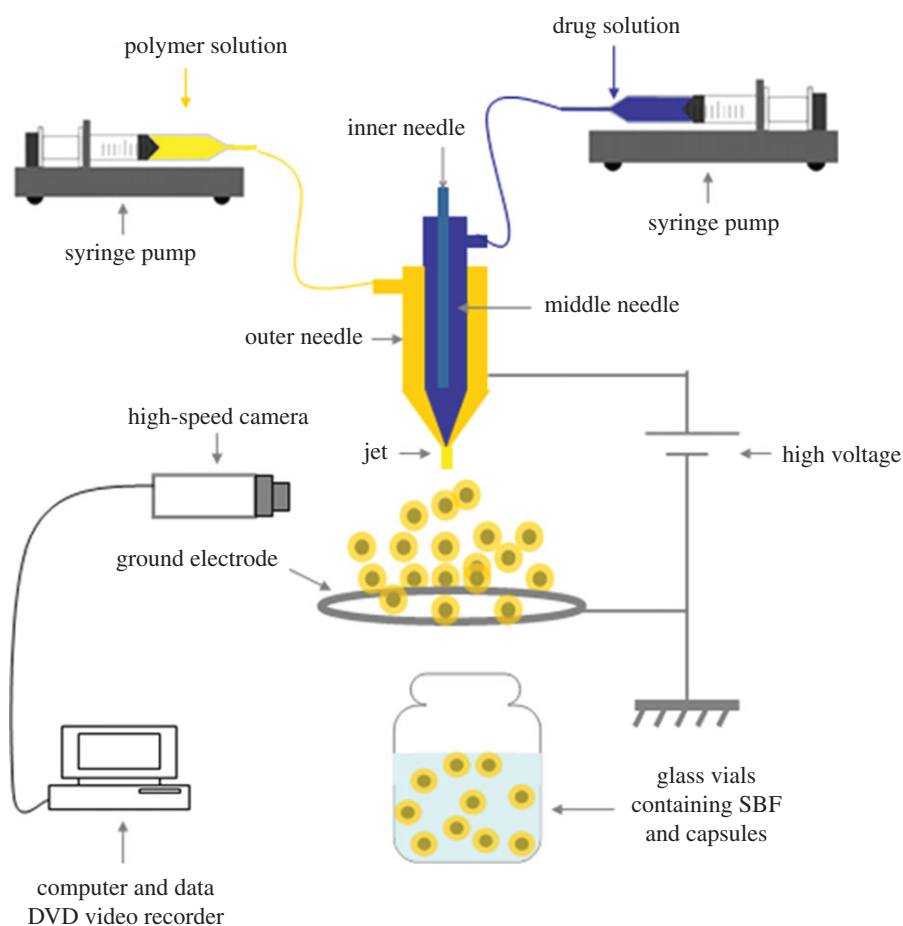 polymer solution
drug solution
inner needle
syringe pump
syringe pump
middle needle
outer needle
high-speed camera
jet
high voltage
ground electrode
glass vials
containing SBF
and capsules
computer and data
DVD video recorder